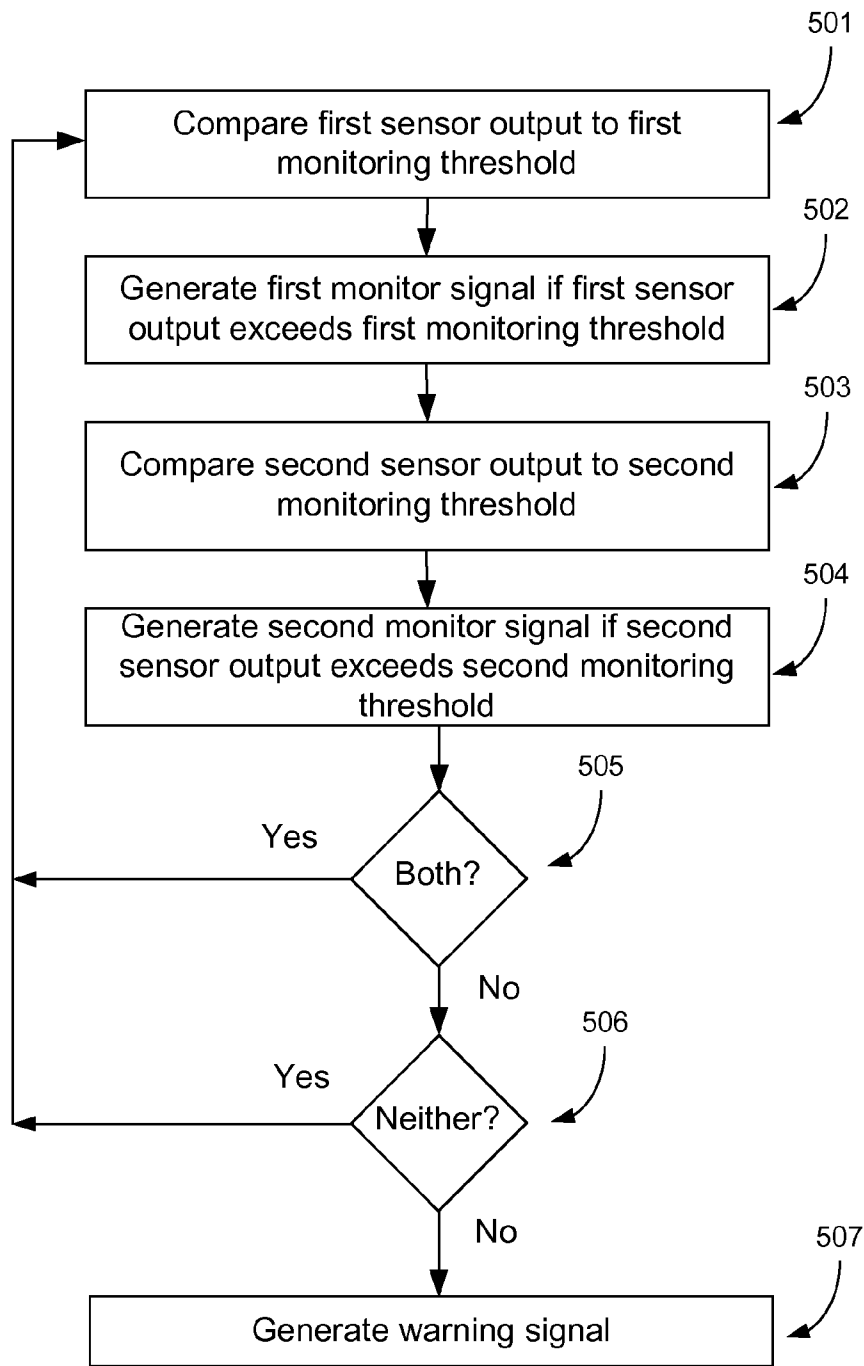 501
Compare first sensor output to first
monitoring threshold
502
Generate first monitor signal if first sensor
output exceeds first monitoring threshold
503
Compare second sensor output to second
monitoring threshold
504
Generate second monitor signal if second
sensor output exceeds second monitoring
threshold
505
Yes
Both?
No
506
Yes
Neither?
No
507
Generate warning signal